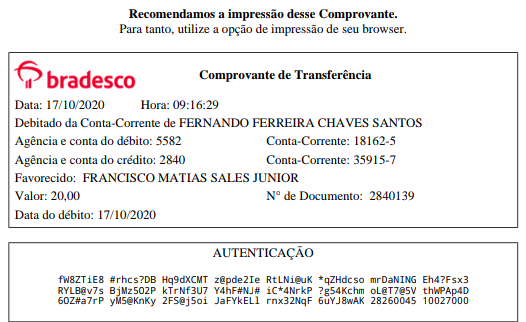 Recomendamos a impressão desse Comprovante.
Para tanto, utilize a opção de impressão de seu browser.
bradesco Comprovante de Transferência
Data: 17/10/2020 Hora: 09:16:29
Debitado da Conta-Corrente de FERNANDO FERREIRA CHAVES SANTOS
Agência e conta do débito: 5582 Conta-Corrente: 18162-5
Agência e conta do crédito: 2840 Conta-Corrente: 35915-7
Favorecido: FRANCISCO MATIAS SALES JUNIOR
Valor: 20,00 N° de Documento: 2840139
Data do débito: 17/10/2020
AUTENTICAÇÃO
fW8ZTiE8 #rhcs?DB Hq9dXCMT z@pde2Ie RtLNi@uK *qZHdcso mrDaNING Eh4?Fsx3
RYLB@v7s BjMz5O2P kTrNf3U7 Y4hF#NJ# iC*4NrkP ?g54Kchm oL@T7@5V thWPAp4D
6OZ#a7rP yM5@KnKy 2FS@j5oi JaFYkELl rnx32NqF 6uYJ8wAK 28260045 10027000